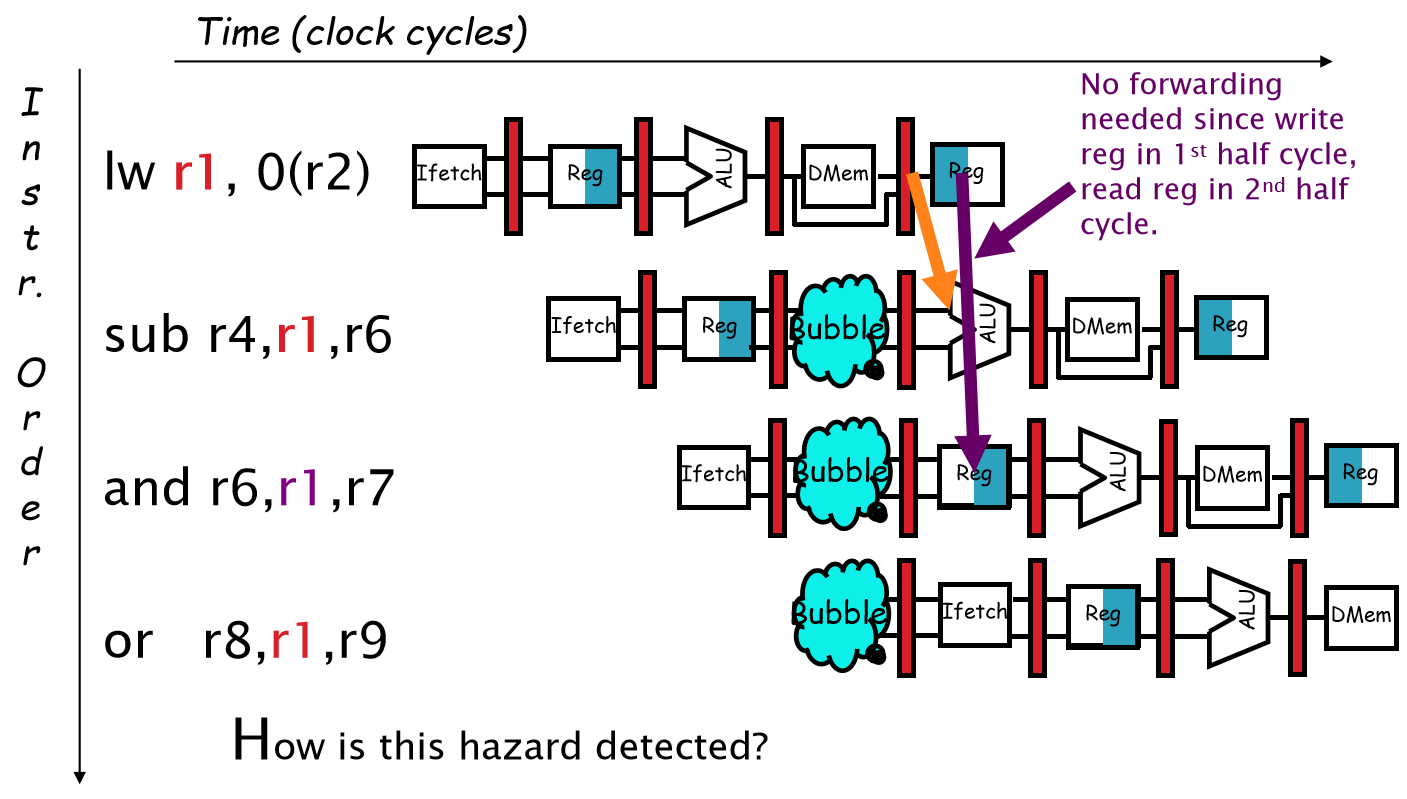 Time (clock cycles)
Instr. Order
No forwarding
needed since write
reg in 1st half cycle,
read reg in 2nd half
cycle.
lw r1, 0(r2)
Ifetch Reg ALU DMem Reg
sub r4,r1,r6
Ifetch Reg Bubble ALU DMem Reg
and r6,r1,r7
Ifetch Bubble Reg ALU DMem Reg
or r8,r1,r9
Bubble Ifetch Reg ALU DMem
How is this hazard detected?